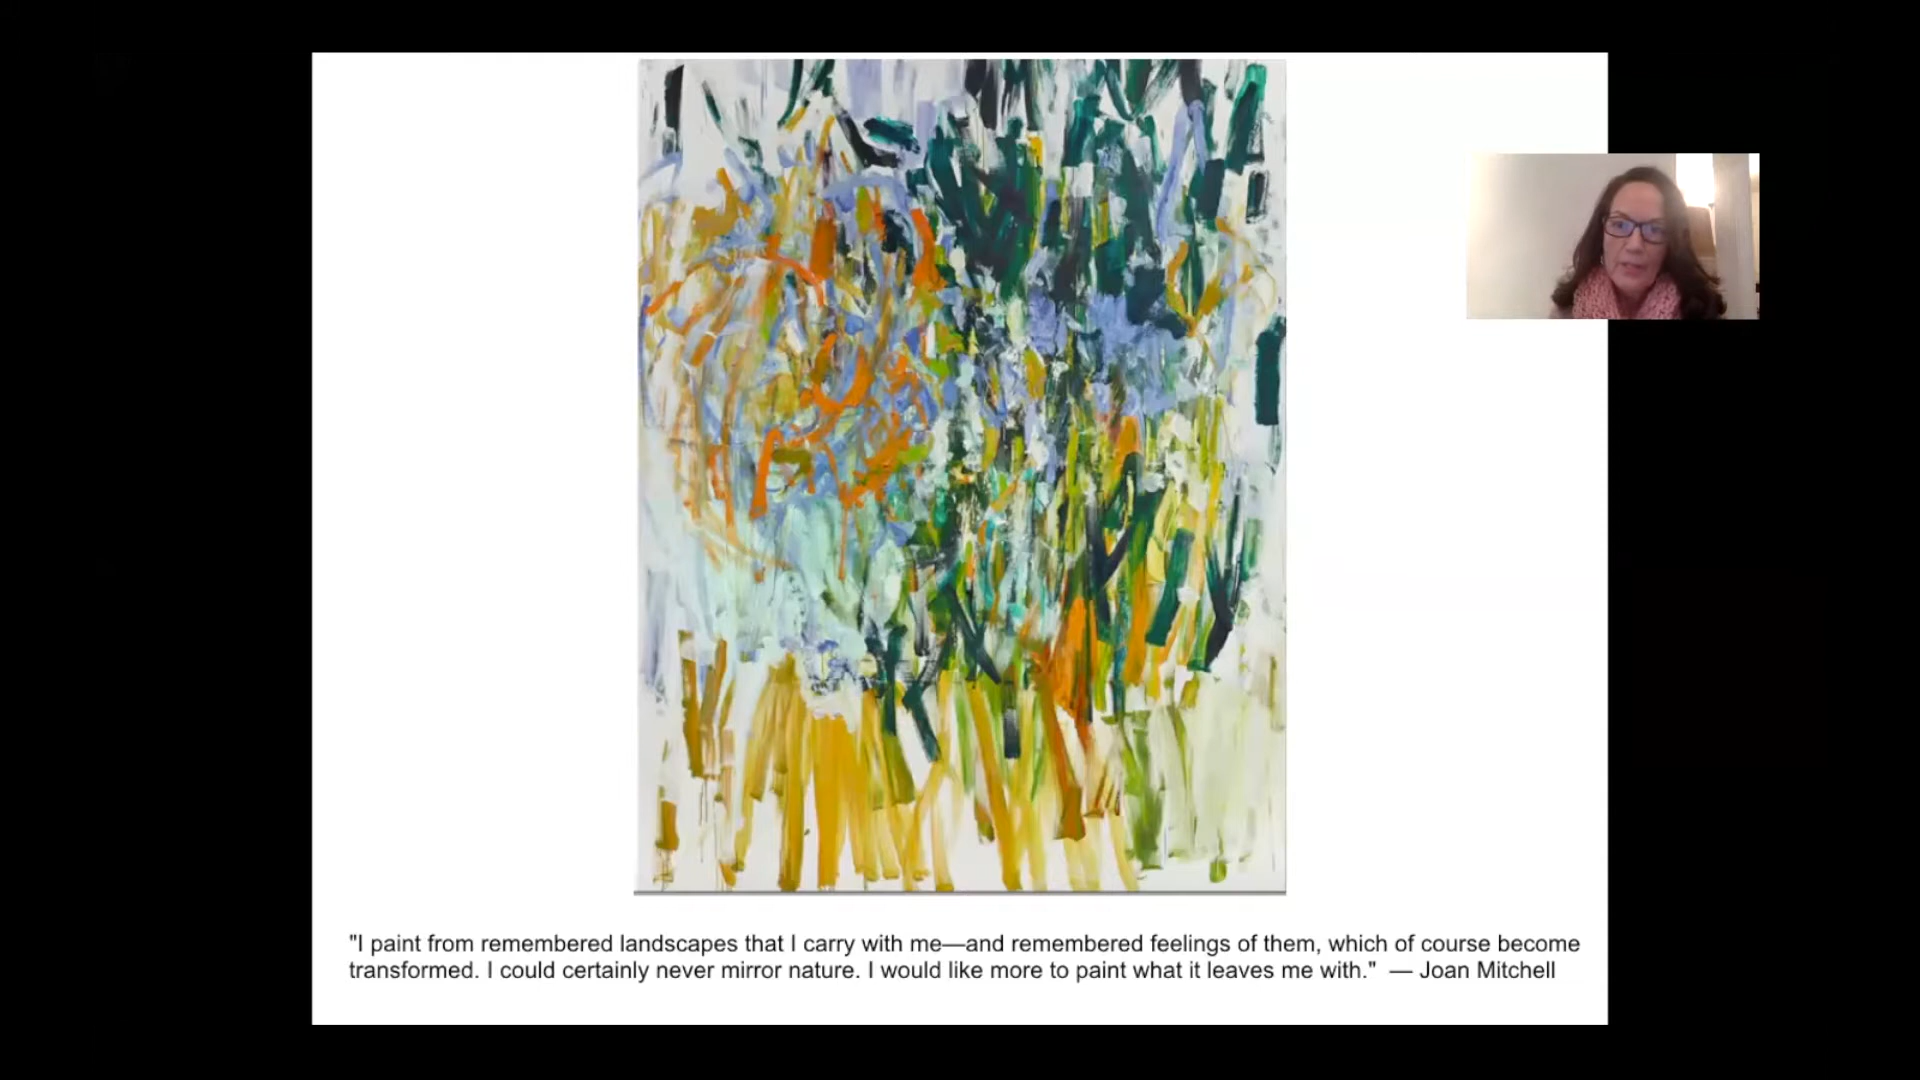 "I paint from remembered landscapes that I carry with me—and remembered feelings of them, which of course become
transformed. I could certainly never mirror nature. I would like more to paint what it leaves me with."  — Joan Mitchell